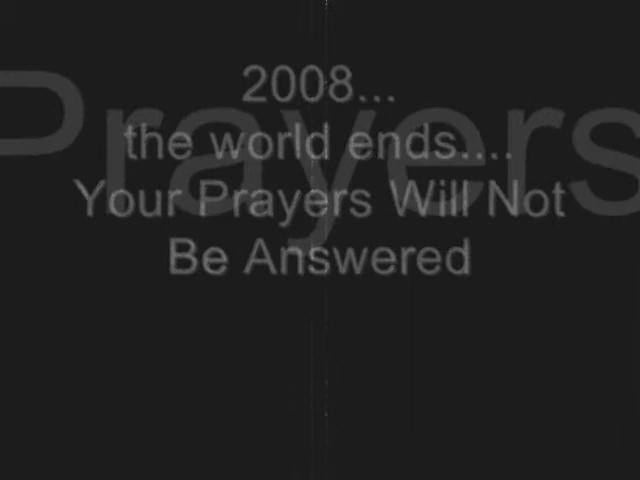 Prayers
2008...
the world ends....
Your Prayers Will Not
Be Answered